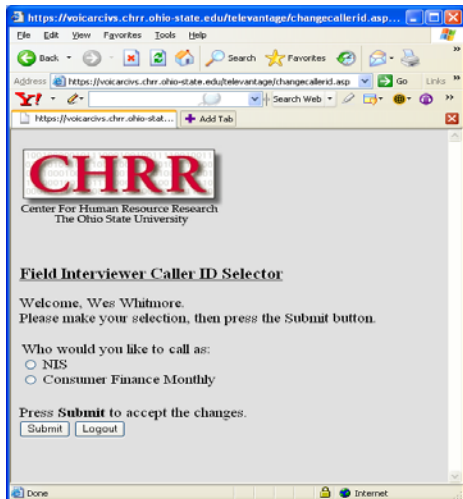 https://voicarcivs.chrr.ohio-state.edu/televantage/changecallerid.asp...
File Edit View Favorites Tools Help
Back Search Favorites
Address https://voicarcivs.chrr.ohio-state.edu/televantage/changecallerid.asp Go Links »
Y! Search Web »
https://voicarcivs.chrr.ohio-stat... Add Tab
CHRR
Center For Human Resource Research
The Ohio State University
Field Interviewer Caller ID Selector
Welcome, Wes Whitmore.
Please make your selection, then press the Submit button.
Who would you like to call as:
NIS
Consumer Finance Monthly
Press Submit to accept the changes.
Submit Logout
Done Internet